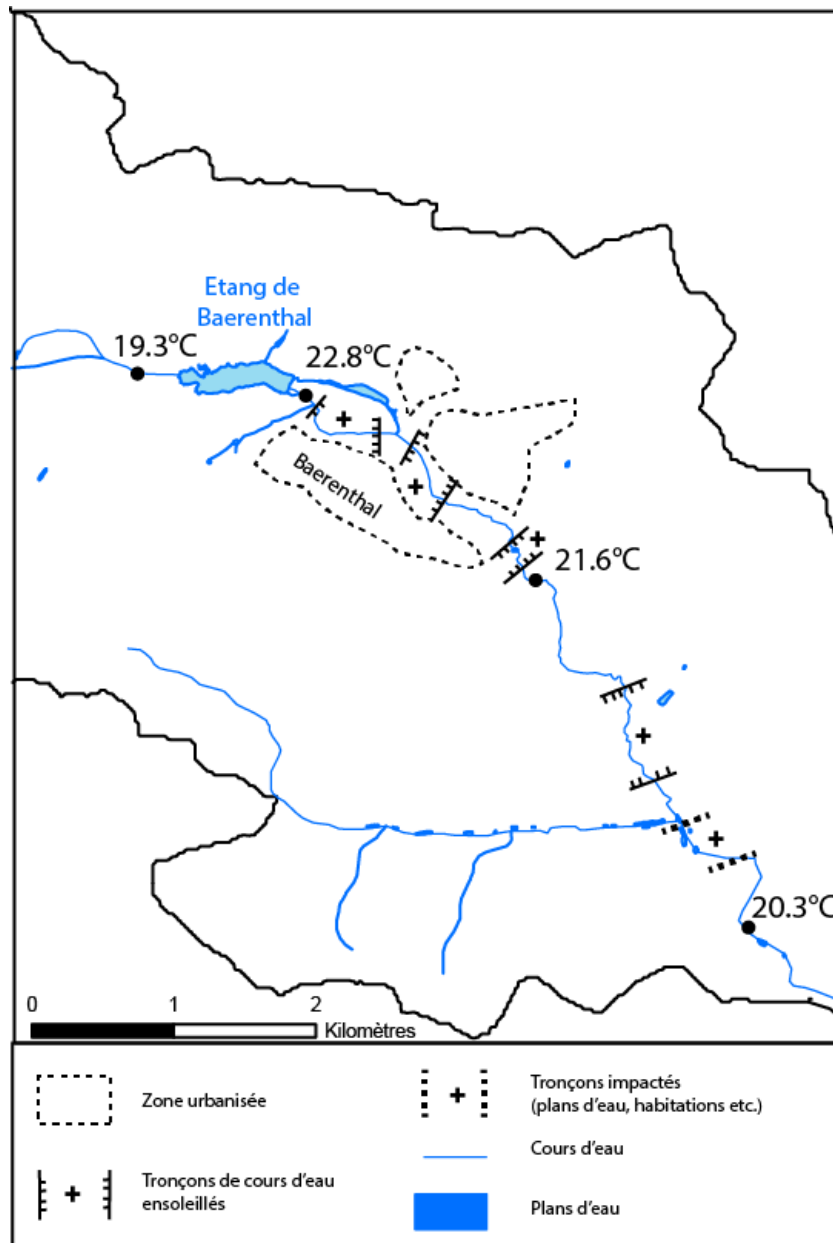 Etang de
Baerenthal
19.3°C
22.8°C
Baerenthal
21.6°C
20.3°C
0 1 2
Kilomètres
Zone urbanisée
Tronçons impactés
(plans d'eau, habitations etc.)
Cours d'eau
Tronçons de cours d'eau
ensoleillés
Plans d'eau